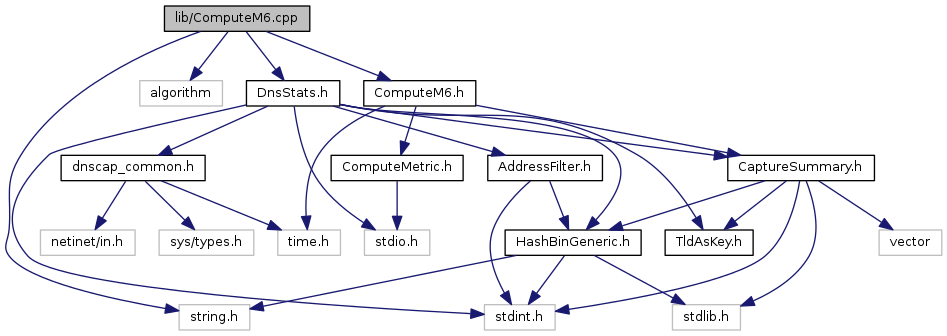 lib/ComputeM6.cpp
algorithm
DnsStats.h
ComputeM6.h
dnscap_common.h
ComputeMetric.h
AddressFilter.h
CaptureSummary.h
netinet/in.h
sys/types.h
time.h
stdio.h
HashBinGeneric.h
TldAsKey.h
vector
string.h
stdint.h
stdlib.h